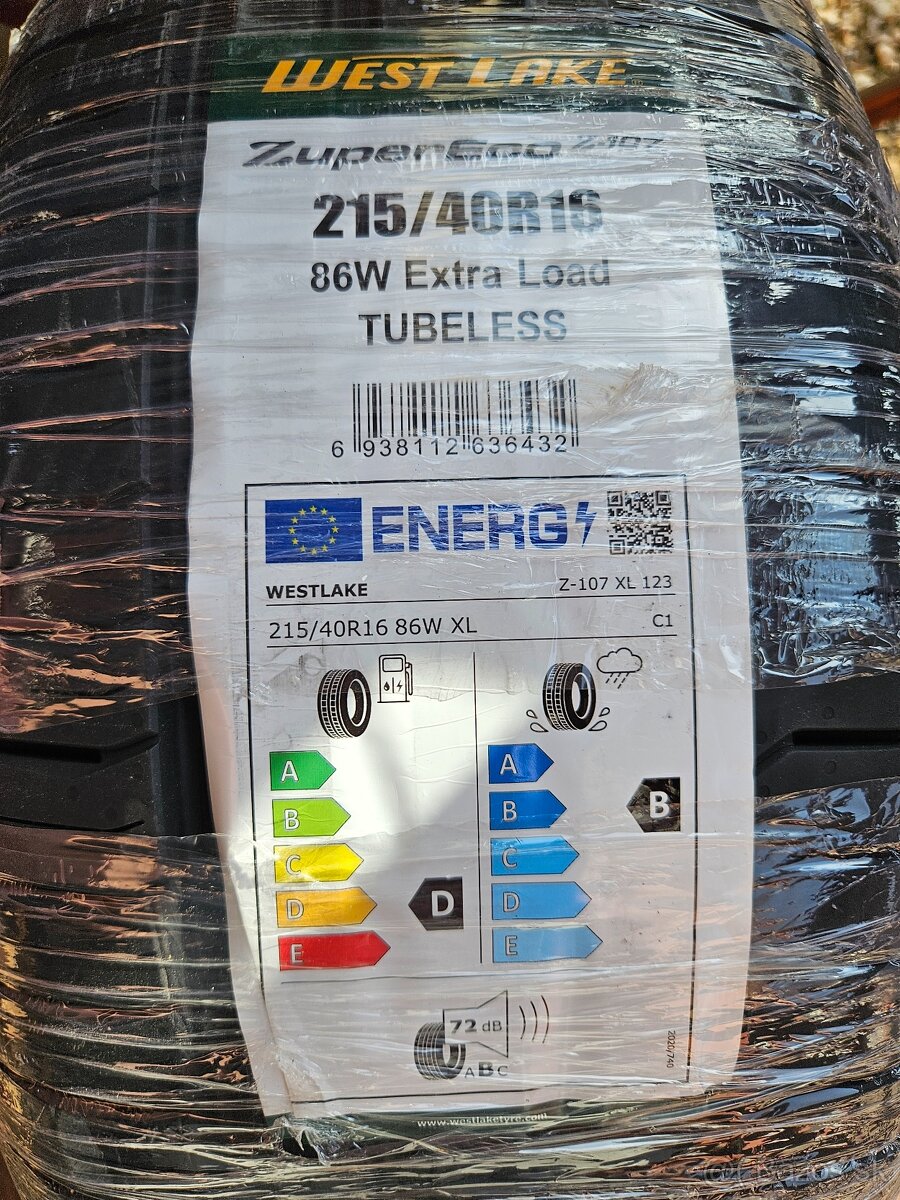 WEST LAKE
ZuperEco Z-107
215/40R16
86W Extra Load
TUBELESS
6 938112 636432
ENERG
WESTLAKE Z-107 XL 123
215/40R16 86W XL C1
A A
B B B
C C
D D D
E E
72 dB
ABC
2020/740
www.westlaketyre.com